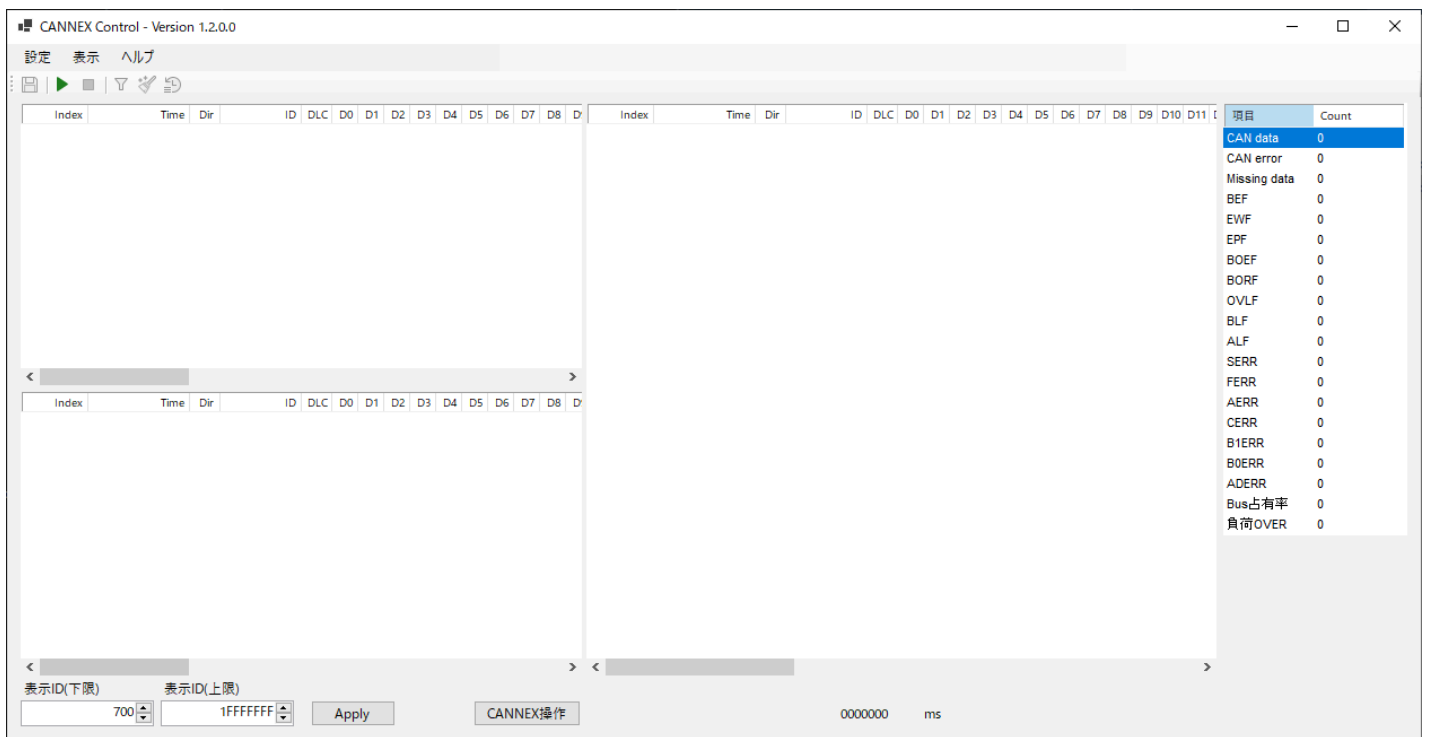 CANNEX Control - Version 1.2.0.0
設定 表示 ヘルプ
Index Time Dir ID DLC D0 D1 D2 D3 D4 D5 D6 D7 D8
Index Time Dir ID DLC D0 D1 D2 D3 D4 D5 D6 D7 D8 D9 D10 D11
項目 Count
CAN data 0
CAN error 0
Missing data 0
BEF 0
EWF 0
EPF 0
BOEF 0
BORF 0
OVLF 0
BLF 0
ALF 0
SERR 0
FERR 0
AERR 0
CERR 0
B1ERR 0
B0ERR 0
ADERR 0
Bus占有率 0
負荷OVER 0
Index Time Dir ID DLC D0 D1 D2 D3 D4 D5 D6 D7 D8
表示ID(下限) 表示ID(上限)
700 1FFFFFFF Apply CANNEX操作 0000000 ms